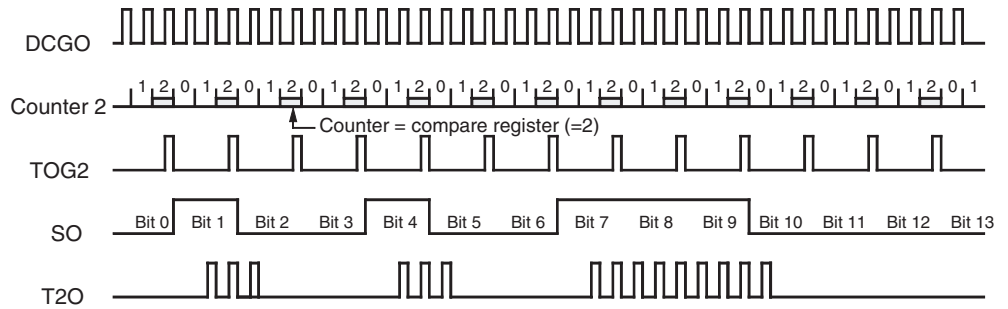 DCGO
Counter 2 1 2 0 1 2 0 1 2 0 1 2 0 1 2 0 1 2 0 1 2 0 1 2 0 1 2 0 1 2 0 1 2 0 1 2 0 1 2 0 1
Counter = compare register (=2)
TOG2
SO Bit 0 Bit 1 Bit 2 Bit 3 Bit 4 Bit 5 Bit 6 Bit 7 Bit 8 Bit 9 Bit 10 Bit 11 Bit 12 Bit 13
T2O